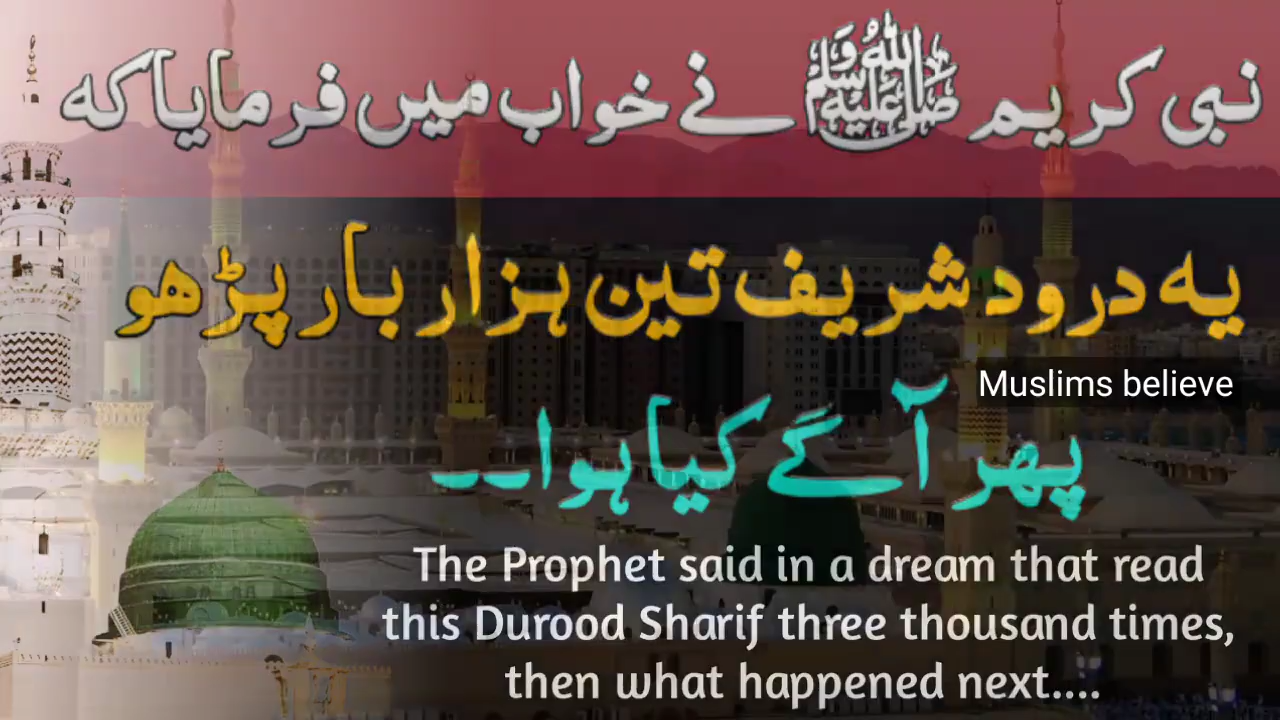 نبی کریم ﷺ نے خواب میں فرمایا کہ
یہ درود شریف تین ہزار بار پڑھو
Muslims believe
پھر آگے کیا ہوا۔۔
The Prophet said in a dream that read
this Durood Sharif three thousand times,
then what happened next....